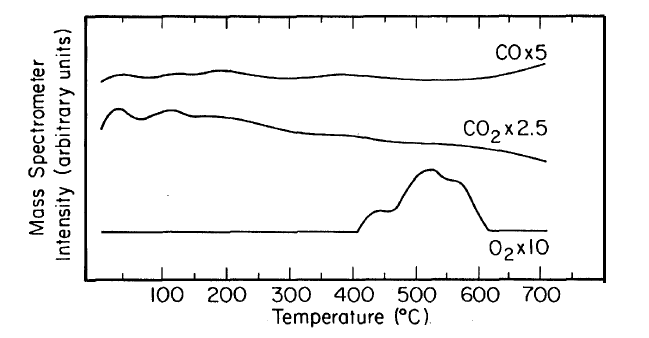 COx5
CO2x2.5
O2x10
Mass Spectrometer
Intensity (arbitrary units)
100 200 300 400 500 600 700
Temperature (°C)